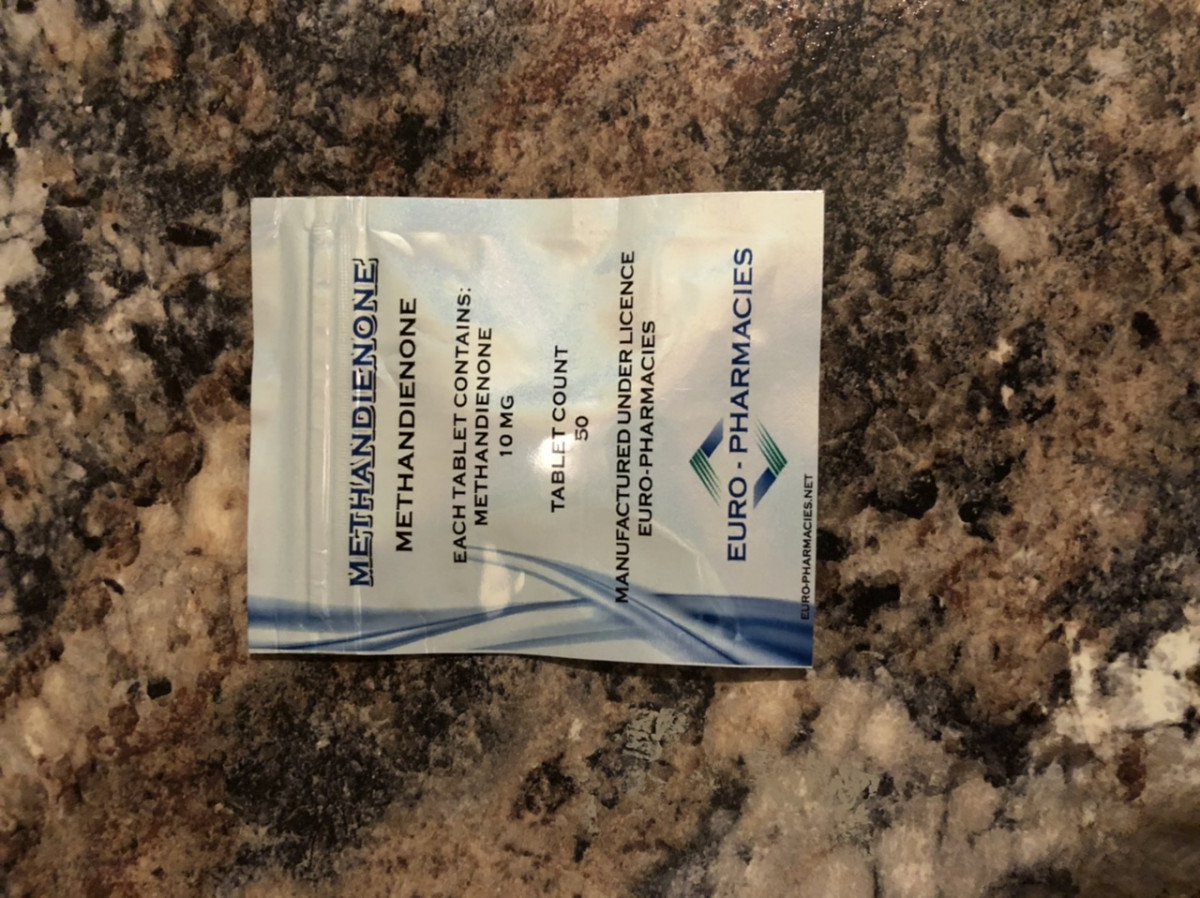 METHANDIENONE
METHANDIENONE
EACH TABLET CONTAINS:
METHANDIENONE
10 MG
TABLET COUNT
50
MANUFACTURED UNDER LICENCE
EURO-PHARMACIES
EURO - PHARMACIES
EURO-PHARMACIES.NET